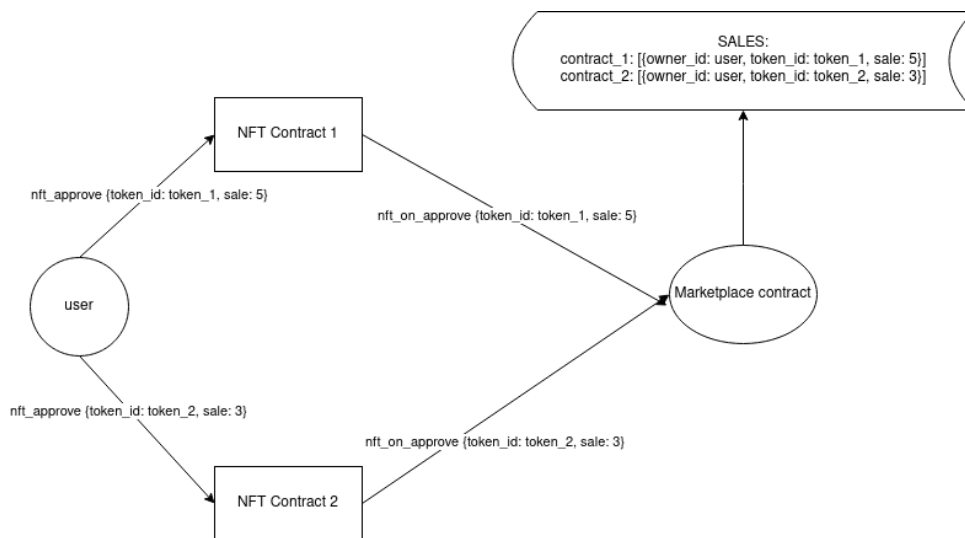 SALES:
contract_1: [{owner_id: user, token_id: token_1, sale: 5}]
contract_2: [{owner_id: user, token_id: token_2, sale: 3}]
NFT Contract 1
nft_approve {token_id: token_1, sale: 5}
nft_on_approve {token_id: token_1, sale: 5}
user
Marketplace contract
nft_approve {token_id: token_2, sale: 3}
nft_on_approve {token_id: token_2, sale: 3}
NFT Contract 2